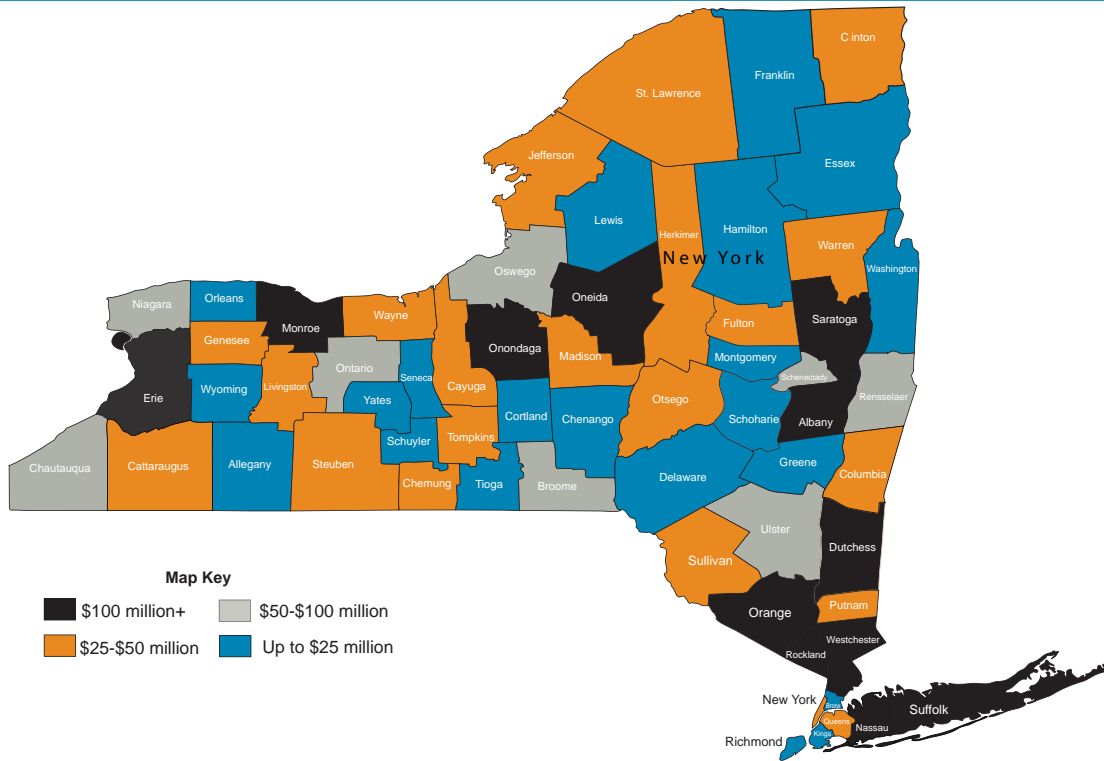 C inton
Franklin
St. Lawrence
Jefferson
Essex
Lewis
Hamilton
Herkimer
Warren
New York
Washington
Oswego
Oneida
Niagara
Orleans
Monroe
Wayne
Saratoga
Fulton
Genesee
Onondaga
Madison
Montgomery
Ontario
Seneca
Schenectady
Livingston
Cayuga
Wyoming
Erie
Yates
Otsego
Rensselaer
Cortland
Chenango
Schoharie
Albany
Schuyler
Tompkins
Chautauqua
Cattaraugus
Allegany
Steuben
Greene
Columbia
Delaware
Chemung
Tioga
Broome
Ulster
Dutchess
Sullivan
Map Key
$100 million+
$50-$100 million
$25-$50 million
Up to $25 million
Orange
Putnam
Westchester
Rockland
New York
Bronx
Suffolk
Queens
Nassau
Kings
Richmond